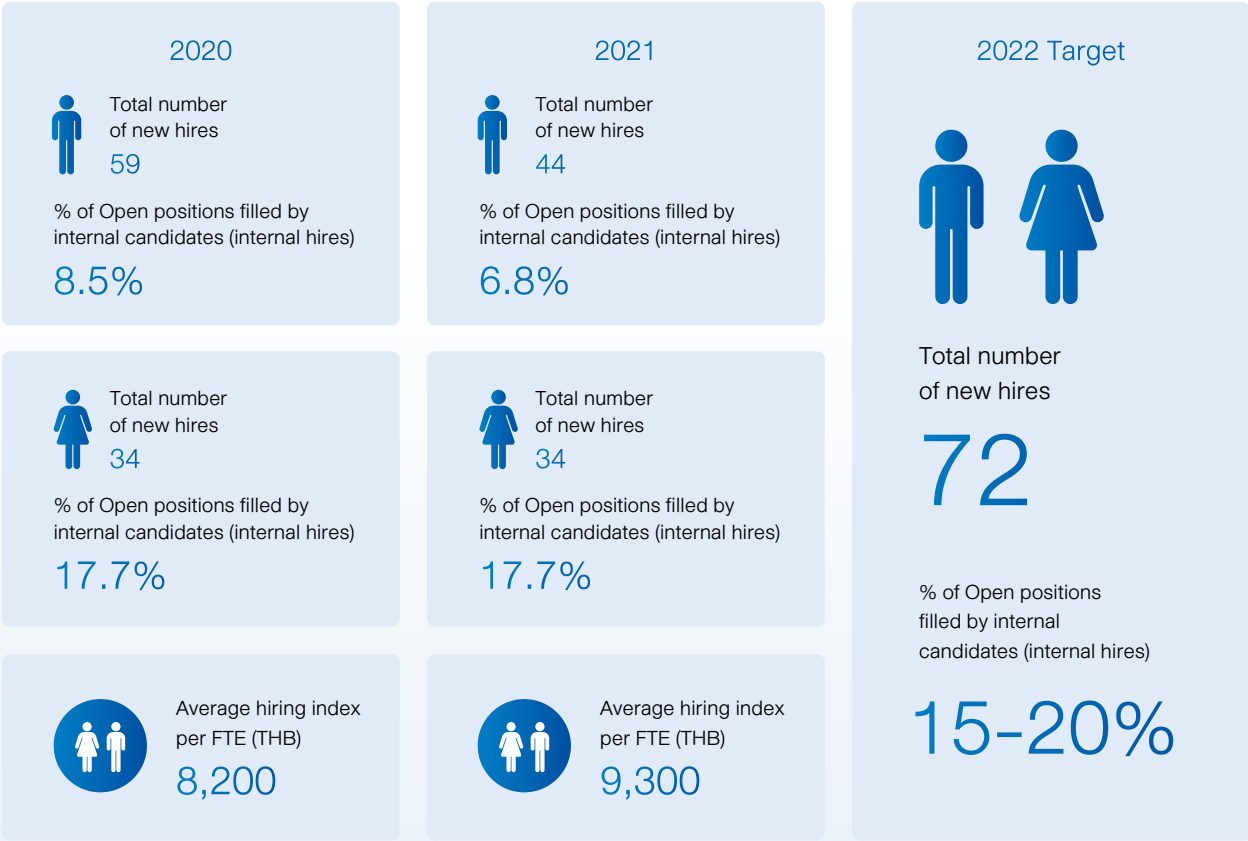 2020
Total number
of new hires
59
% of Open positions filled by
internal candidates (internal hires)
8.5%
Total number
of new hires
34
% of Open positions filled by
internal candidates (internal hires)
17.7%
Average hiring index
per FTE (THB)
8,200
2021
Total number
of new hires
44
% of Open positions filled by
internal candidates (internal hires)
6.8%
Total number
of new hires
34
% of Open positions filled by
internal candidates (internal hires)
17.7%
Average hiring index
per FTE (THB)
9,300
2022 Target
Total number
of new hires
72
% of Open positions
filled by internal
candidates (internal hires)
15-20%